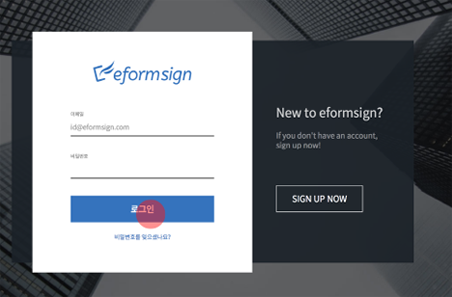 eformsign
이메일
id@eformsign.com
비밀번호
로그인
비밀번호를 잊으셨나요?
New to eformsign?
If you don't have an account,
sign up now!
SIGN UP NOW